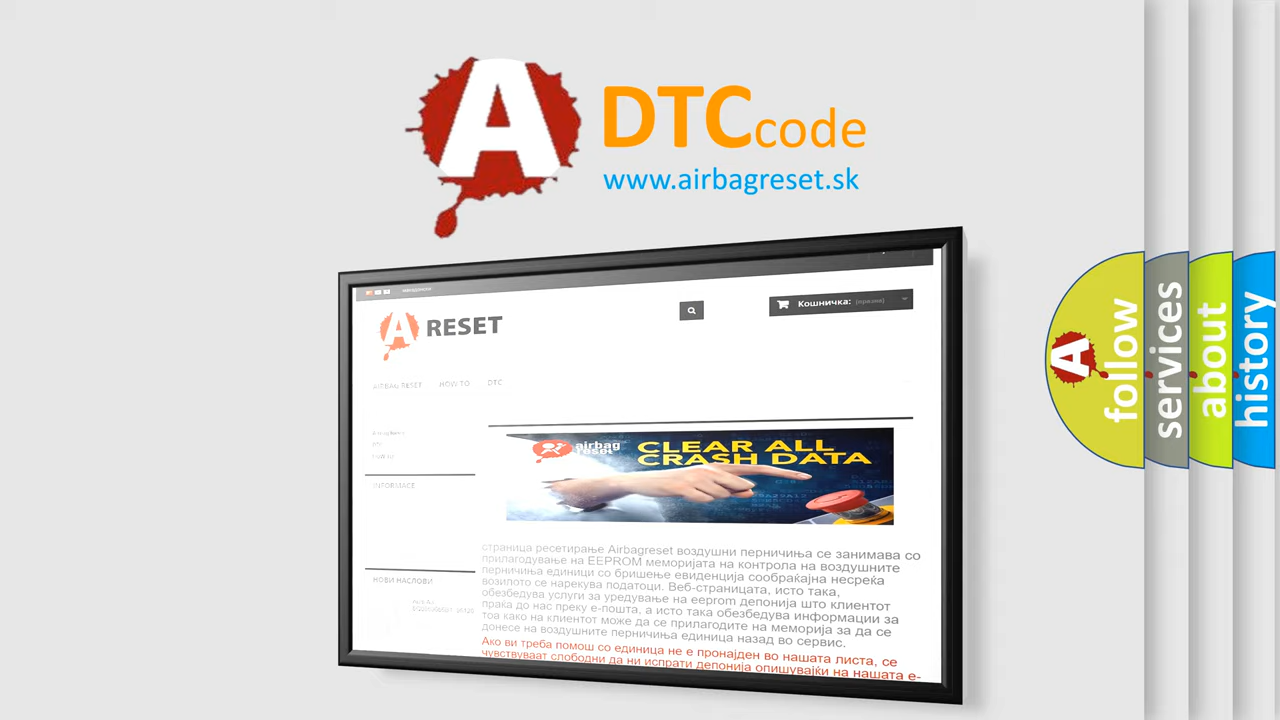 A
DTC code
www.airbagreset.sk
A RESET
Кошничка: (празна)
AIRBAG RESET HOW TO DTC
INFORMACE
НОВИ НАСЛОВИ
airbag
reset
CLEAR ALL
CRASH DATA
страница ресетирање Airbagreset воздушни перничиња се занимава со
прилагодување на EEPROM меморијата на контрола на воздушните
перничиња единици со бришење евиденција сообраќајна несреќа
возилото се нарекува податоци. Веб-страницата, исто така,
обезбедува услуги за уредување на eeprom депонија што клиентот
праќа до нас преку е-пошта, а исто така обезбедува информации за
тоа како на клиентот може да се прилагодите на меморија за да се
донесе на воздушните перничиња единица назад во сервис.
Ако ви треба помош со единица не е пронајден во нашата листа, се
чувствуваат слободни да ни испрати депонија опишувајќи на нашата е-
A
follow
services
about
history